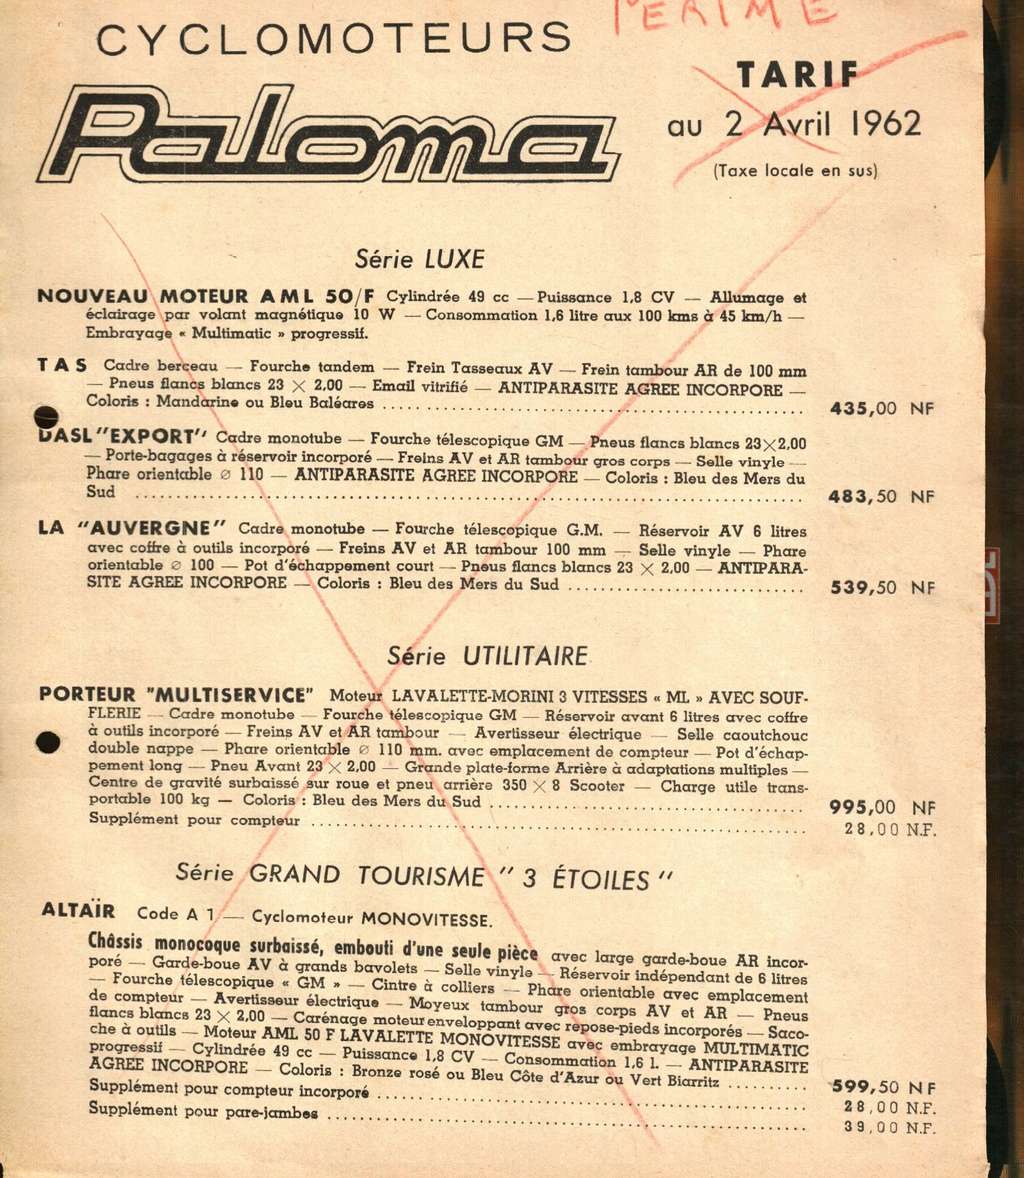 PERIME
CYCLOMOTEURS
Paloma
TARIF
au 2 Avril 1962
(Taxe locale en sus)
Série LUXE
NOUVEAU MOTEUR AML 50/F Cylindrée 49 cc — Puissance 1,8 CV — Allumage et
éclairage par volant magnétique 10 W — Consommation 1,6 litre aux 100 kms à 45 km/h —
Embrayage « Multimatic » progressif.
TAS Cadre berceau — Fourche tandem — Frein Tasseaux AV — Frein tambour AR de 100 mm
— Pneus flancs blancs 23 × 2,00 — Email vitrifié — ANTIPARASITE AGREE INCORPORE —
Coloris : Mandarine ou Bleu Baléares ........ 435,00 NF
DASL "EXPORT" Cadre monotube — Fourche télescopique GM — Pneus flancs blancs 23×2,00
— Porte-bagages à réservoir incorporé — Freins AV et AR tambour gros corps — Selle vinyle —
Phare orientable ∅ 110 — ANTIPARASITE AGREE INCORPORE — Coloris : Bleu des Mers du
Sud ........ 483,50 NF
LA "AUVERGNE" Cadre monotube — Fourche télescopique G.M. — Réservoir AV 6 litres
avec coffre à outils incorporé — Freins AV et AR tambour 100 mm — Selle vinyle — Phare
orientable ∅ 100 — Pot d'échappement court — Pneus flancs blancs 23 × 2,00 — ANTIPARA-
SITE AGREE INCORPORE — Coloris : Bleu des Mers du Sud ........ 539,50 NF
Série UTILITAIRE
PORTEUR "MULTISERVICE" Moteur LAVALETTE-MORINI 3 VITESSES « ML » AVEC SOUF-
FLERIE — Cadre monotube — Fourche télescopique GM — Réservoir avant 6 litres avec coffre
à outils incorporé — Freins AV et AR tambour — Avertisseur électrique — Selle caoutchouc
double nappe — Phare orientable ∅ 110 mm. avec emplacement de compteur — Pot d'échap-
pement long — Pneu Avant 23 × 2,00 — Grande plate-forme Arrière à adaptations multiples —
Centre de gravité surbaissé sur roue et pneu arrière 350 × 8 Scooter — Charge utile trans-
portable 100 kg — Coloris : Bleu des Mers du Sud ........ 995,00 NF
Supplément pour compteur ........ 28,00 N.F.
Série GRAND TOURISME " 3 ÉTOILES "
ALTAÏR Code A 1 — Cyclomoteur MONOVITESSE.
Châssis monocoque surbaissé, embouti d'une seule pièce avec large garde-boue AR incor-
poré — Garde-boue AV à grands bavolets — Selle vinyle — Réservoir indépendant de 6 litres
— Fourche télescopique « GM » — Cintre à colliers — Phare orientable avec emplacement
de compteur — Avertisseur électrique — Moyeux tambour gros corps AV et AR — Pneus
flancs blancs 23 × 2,00 — Carénage moteur enveloppant avec repose-pieds incorporés — Saco-
che à outils — Moteur AML 50 F LAVALETTE MONOVITESSE avec embrayage MULTIMATIC
progressif — Cylindrée 49 cc — Puissance 1,8 CV — Consommation 1,6 l. — ANTIPARASITE
AGREE INCORPORE — Coloris : Bronze rosé ou Bleu Côte d'Azur ou Vert Biarritz ........ 599,50 NF
Supplément pour compteur incorporé ........ 28,00 N.F.
Supplément pour pare-jambes ........ 39,00 N.F.